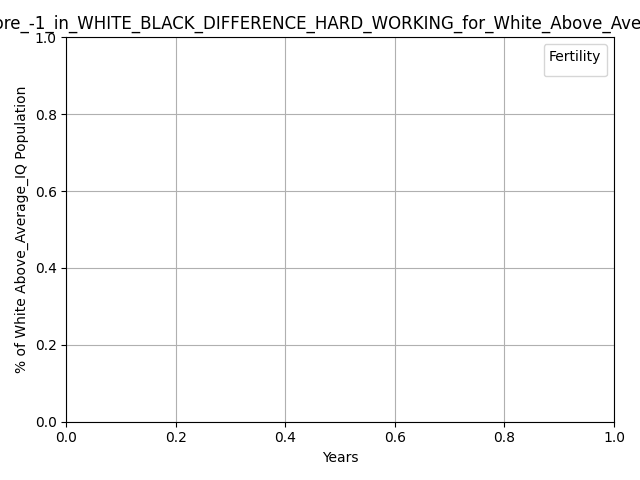 ore_-1_in_WHITE_BLACK_DIFFERENCE_HARD_WORKING_for_White_Above_Ave
Fertility
% of White Above_Average_IQ Population
1.0
0.8
0.6
0.4
0.2
0.0
0.0 0.2 0.4 0.6 0.8 1.0
Years